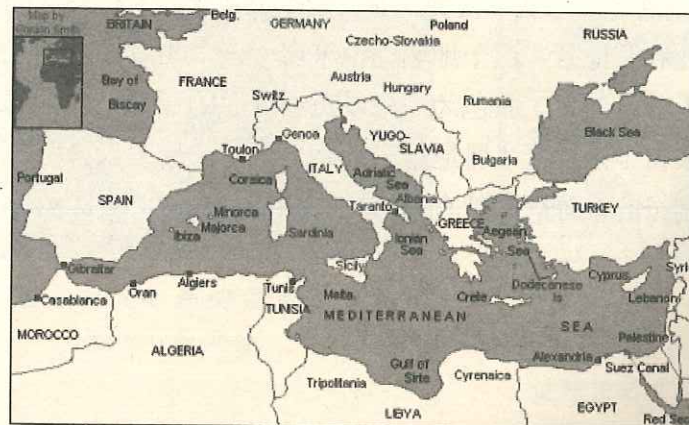 Map by
Gordon Smith
BRITAIN
Belg.
GERMANY
Poland
Czecho-Slovakia
RUSSIA
Bay of
Biscay
FRANCE
Austria
Hungary
Switz.
Rumania
Genoa
YUGO-
SLAVIA
Black Sea
Toulon
ITALY
Adriatic
Sea
Bulgaria
Corsica
Portugal
SPAIN
Minorca
Majorca
Ibiza
Sardinia
Taranto
Albania
GREECE
TURKEY
Ionian
Sea
Aegean
Sea
Gibraltar
Sicily
Cyprus
Syri
Casablanca
Oran
Algiers
Tunis
Malta
Crete
Dodecanese
Is
Lebanon
TUNISIA
MEDITERRANEAN
SEA
Palestine
MOROCCO
ALGERIA
Gulf of
Sirte
Alexandria
Suez Canal
Tripolitania
Cyrenaica
LIBYA
EGYPT
Red Sea